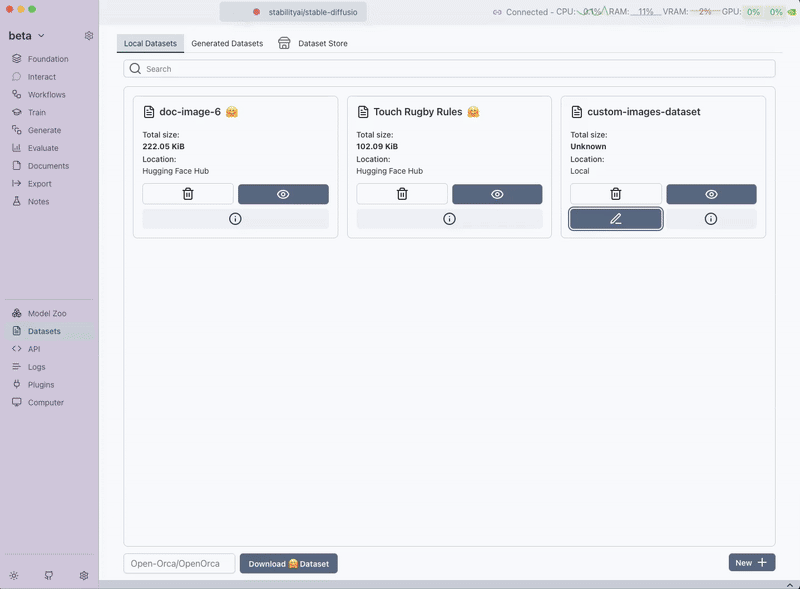 stabilityai/stable-diffusio
Connected - CPU: 0.1% RAM: 11% VRAM: 2% GPU: 0% 0%
beta
Foundation
Interact
Workflows
Train
Generate
Evaluate
Documents
Export
Notes
Model Zoo
Datasets
API
Logs
Plugins
Computer
Local Datasets Generated Datasets Dataset Store
Search
doc-image-6 🤗
Total size:
222.05 KiB
Location:
Hugging Face Hub
Touch Rugby Rules 🤗
Total size:
102.09 KiB
Location:
Hugging Face Hub
custom-images-dataset
Total size:
Unknown
Location:
Local
Open-Orca/OpenOrca
Download 🤗 Dataset
New